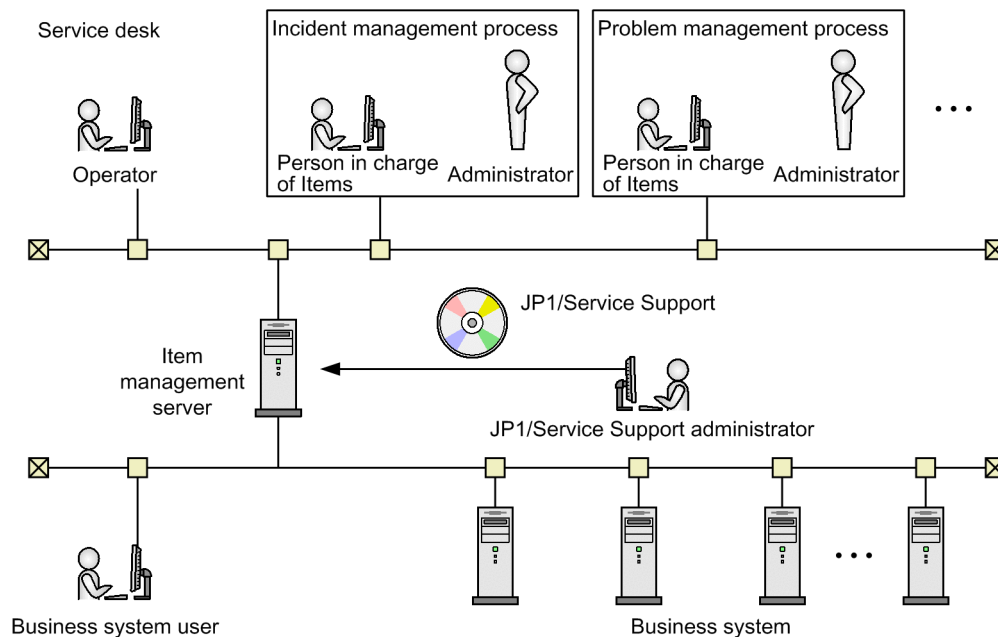 Service desk
Operator
Incident management process
Person in charge
of Items
Administrator
Problem management process
Person in charge
of Items
Administrator
JP1/Service Support
Item
management
server
JP1/Service Support administrator
Business system user
Business system